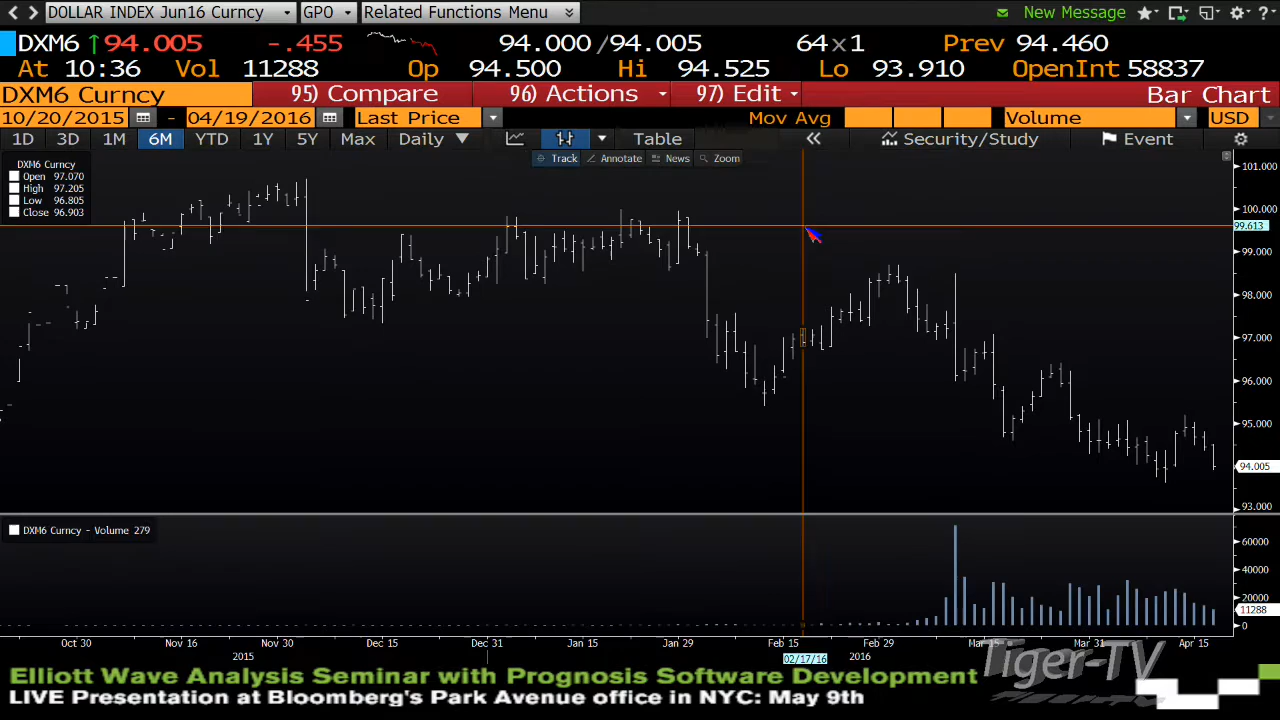 DOLLAR INDEX Jun16 Curncy GPO Related Functions Menu New Message
DXM6 94.005 -.455 94.000 /94.005 64x1 Prev 94.460
At 10:36 Vol 11288 Op 94.500 Hi 94.525 Lo 93.910 OpenInt 58837
DXM6 Curncy 95) Compare 96) Actions 97) Edit Bar Chart
10/20/2015 - 04/19/2016 Last Price Mov Avg Volume USD
1D 3D 1M 6M YTD 1Y 5Y Max Daily Table Security/Study Event
Track Annotate News Zoom
DXM6 Curncy
Open 97.070
High 97.205
Low 96.805
Close 96.903
101.000
100.000
99.613
99.000
98.000
97.000
96.000
95.000
94.005
93.000
DXM6 Curncy - Volume 279
60000
40000
20000
11288
0
Oct 30 Nov 16 Nov 30 Dec 15 Dec 31 Jan 15 Jan 29 Feb 15 Feb 29 Mar 15 Mar 31 Apr 15
2015 02/17/16 2016
Tiger-TV
Elliott Wave Analysis Seminar with Prognosis Software Development
LIVE Presentation at Bloomberg's Park Avenue office in NYC: May 9th